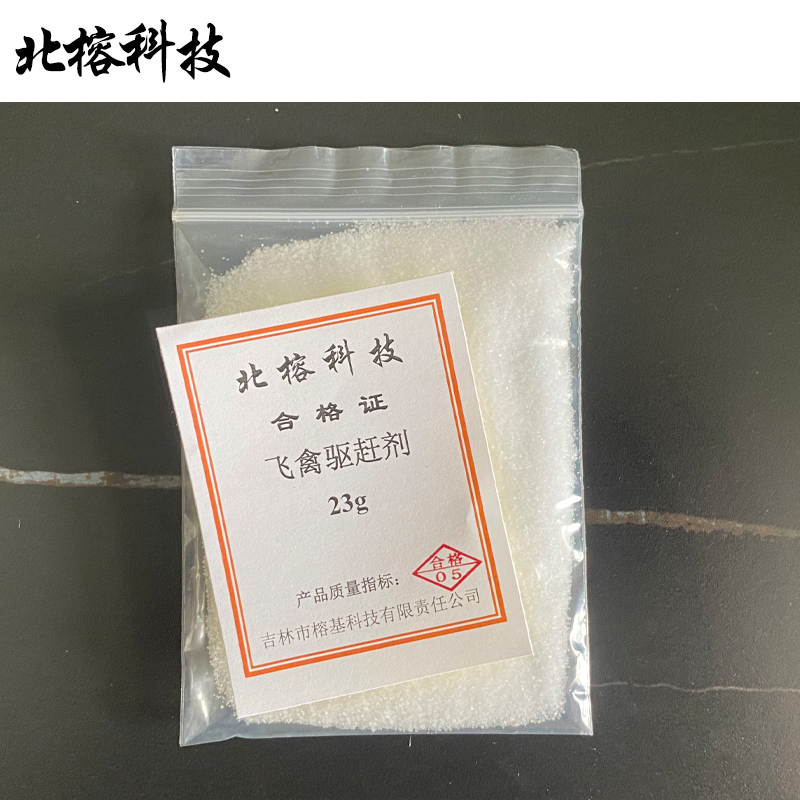 北榕科技
北榕科技
合格证
飞禽驱赶剂
23g
合格
05
产品质量指标：
吉林市榕基科技有限责任公司